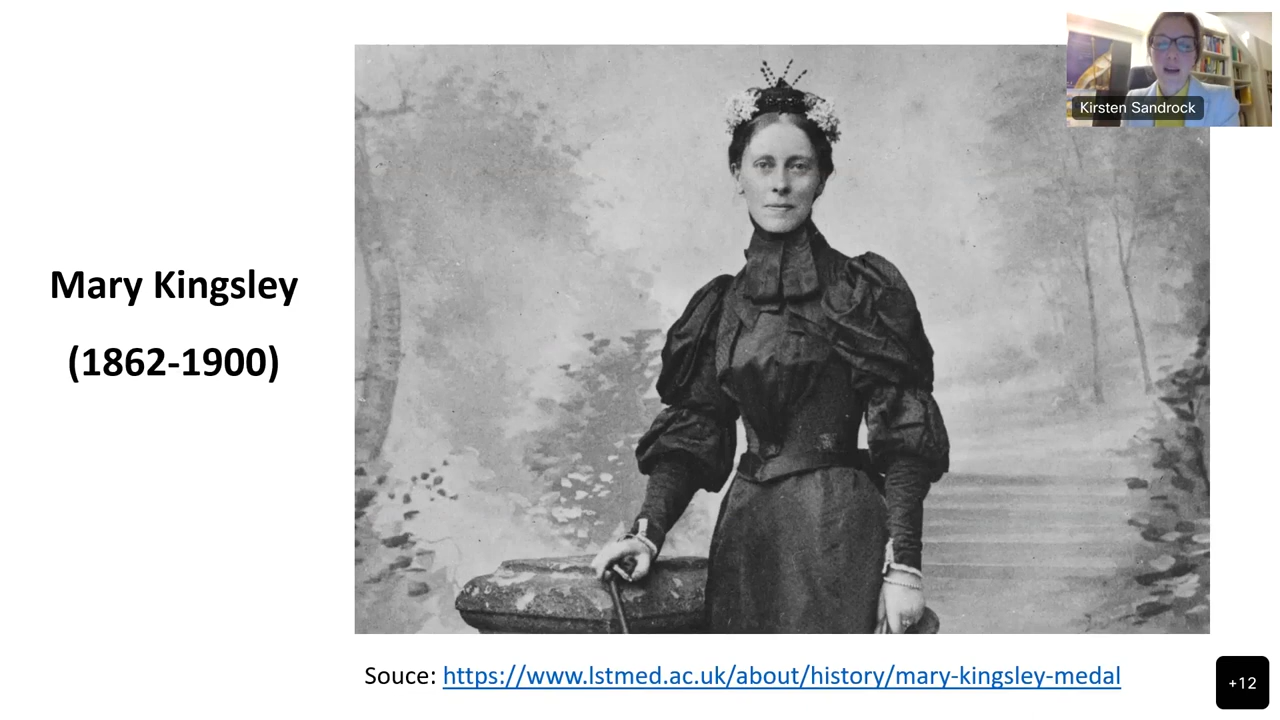 Kirsten Sandrock
Mary Kingsley
(1862-1900)
Souce: https://www.lstmed.ac.uk/about/history/mary-kingsley-medal
+12